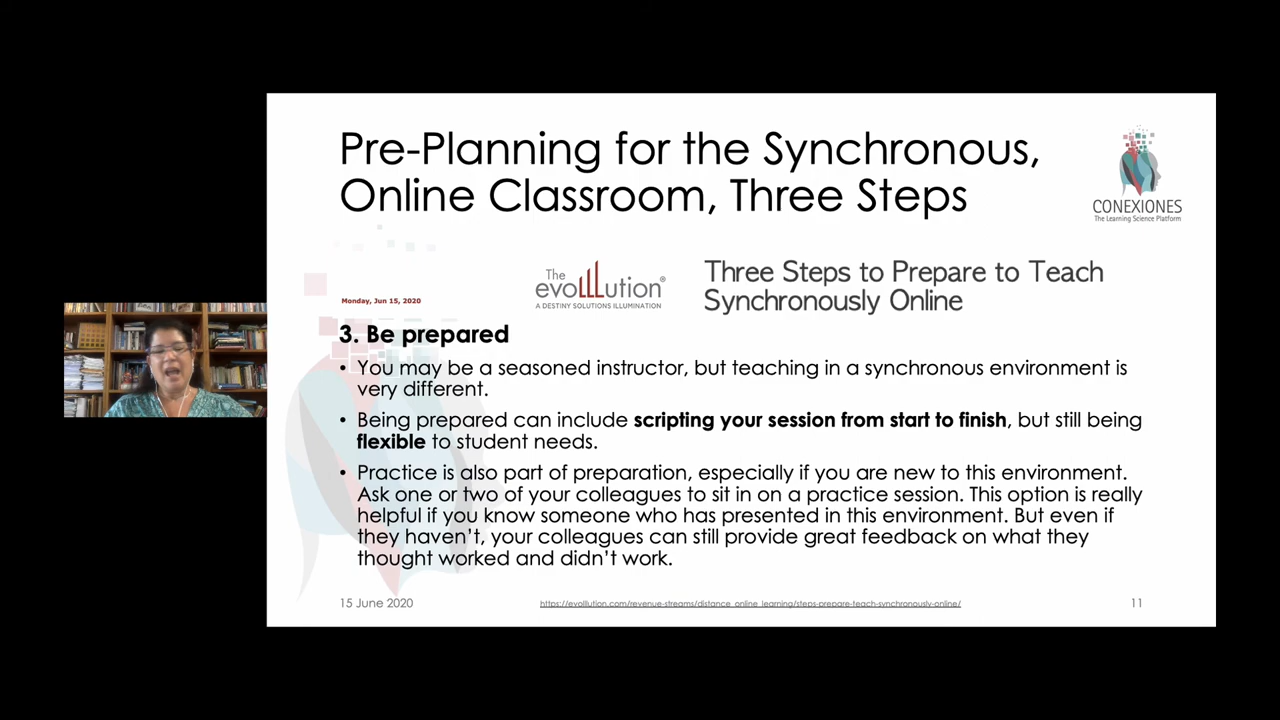 Pre-Planning for the Synchronous,
Online Classroom, Three Steps
CONEXIONES
The Learning Science Platform
The
evolllution®
A DESTINY SOLUTIONS ILLUMINATION
Three Steps to Prepare to Teach
Synchronously Online
Monday, Jun 15, 2020
3. Be prepared
• You may be a seasoned instructor, but teaching in a synchronous environment is
very different.
• Being prepared can include scripting your session from start to finish, but still being
flexible to student needs.
• Practice is also part of preparation, especially if you are new to this environment.
Ask one or two of your colleagues to sit in on a practice session. This option is really
helpful if you know someone who has presented in this environment. But even if
they haven't, your colleagues can still provide great feedback on what they
thought worked and didn't work.
15 June 2020
https://evolllution.com/revenue-streams/distance_online_learning/steps-prepare-teach-synchronously-online/
11